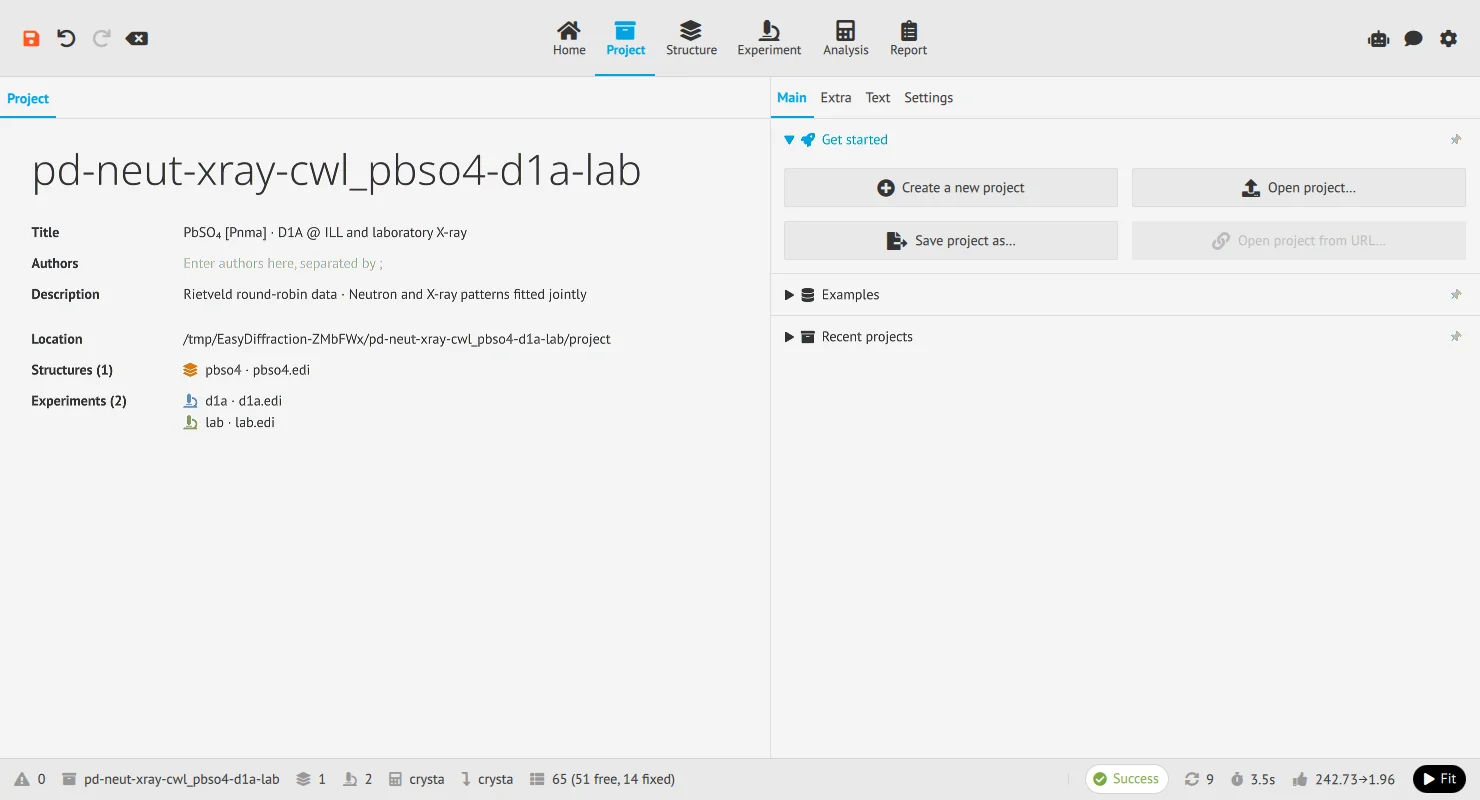 Home
Project
Structure
Experiment
Analysis
Report
Project
Main
Extra
Text
Settings
pd-neut-xray-cwl_pbso4-d1a-lab
Title
PbSO₄ [Pnma] · D1A @ ILL and laboratory X-ray
Authors
Enter authors here, separated by ;
Description
Rietveld round-robin data · Neutron and X-ray patterns fitted jointly
Location
/tmp/EasyDiffraction-ZMbFWx/pd-neut-xray-cwl_pbso4-d1a-lab/project
Structures (1)
pbso4 · pbso4.edi
Experiments (2)
d1a · d1a.edi
lab · lab.edi
Get started
Create a new project
Open project...
Save project as...
Open project from URL...
Examples
Recent projects
0
pd-neut-xray-cwl_pbso4-d1a-lab
1
2
crysta
crysta
65 (51 free, 14 fixed)
Success
9
3.5s
242.73→1.96
Fit